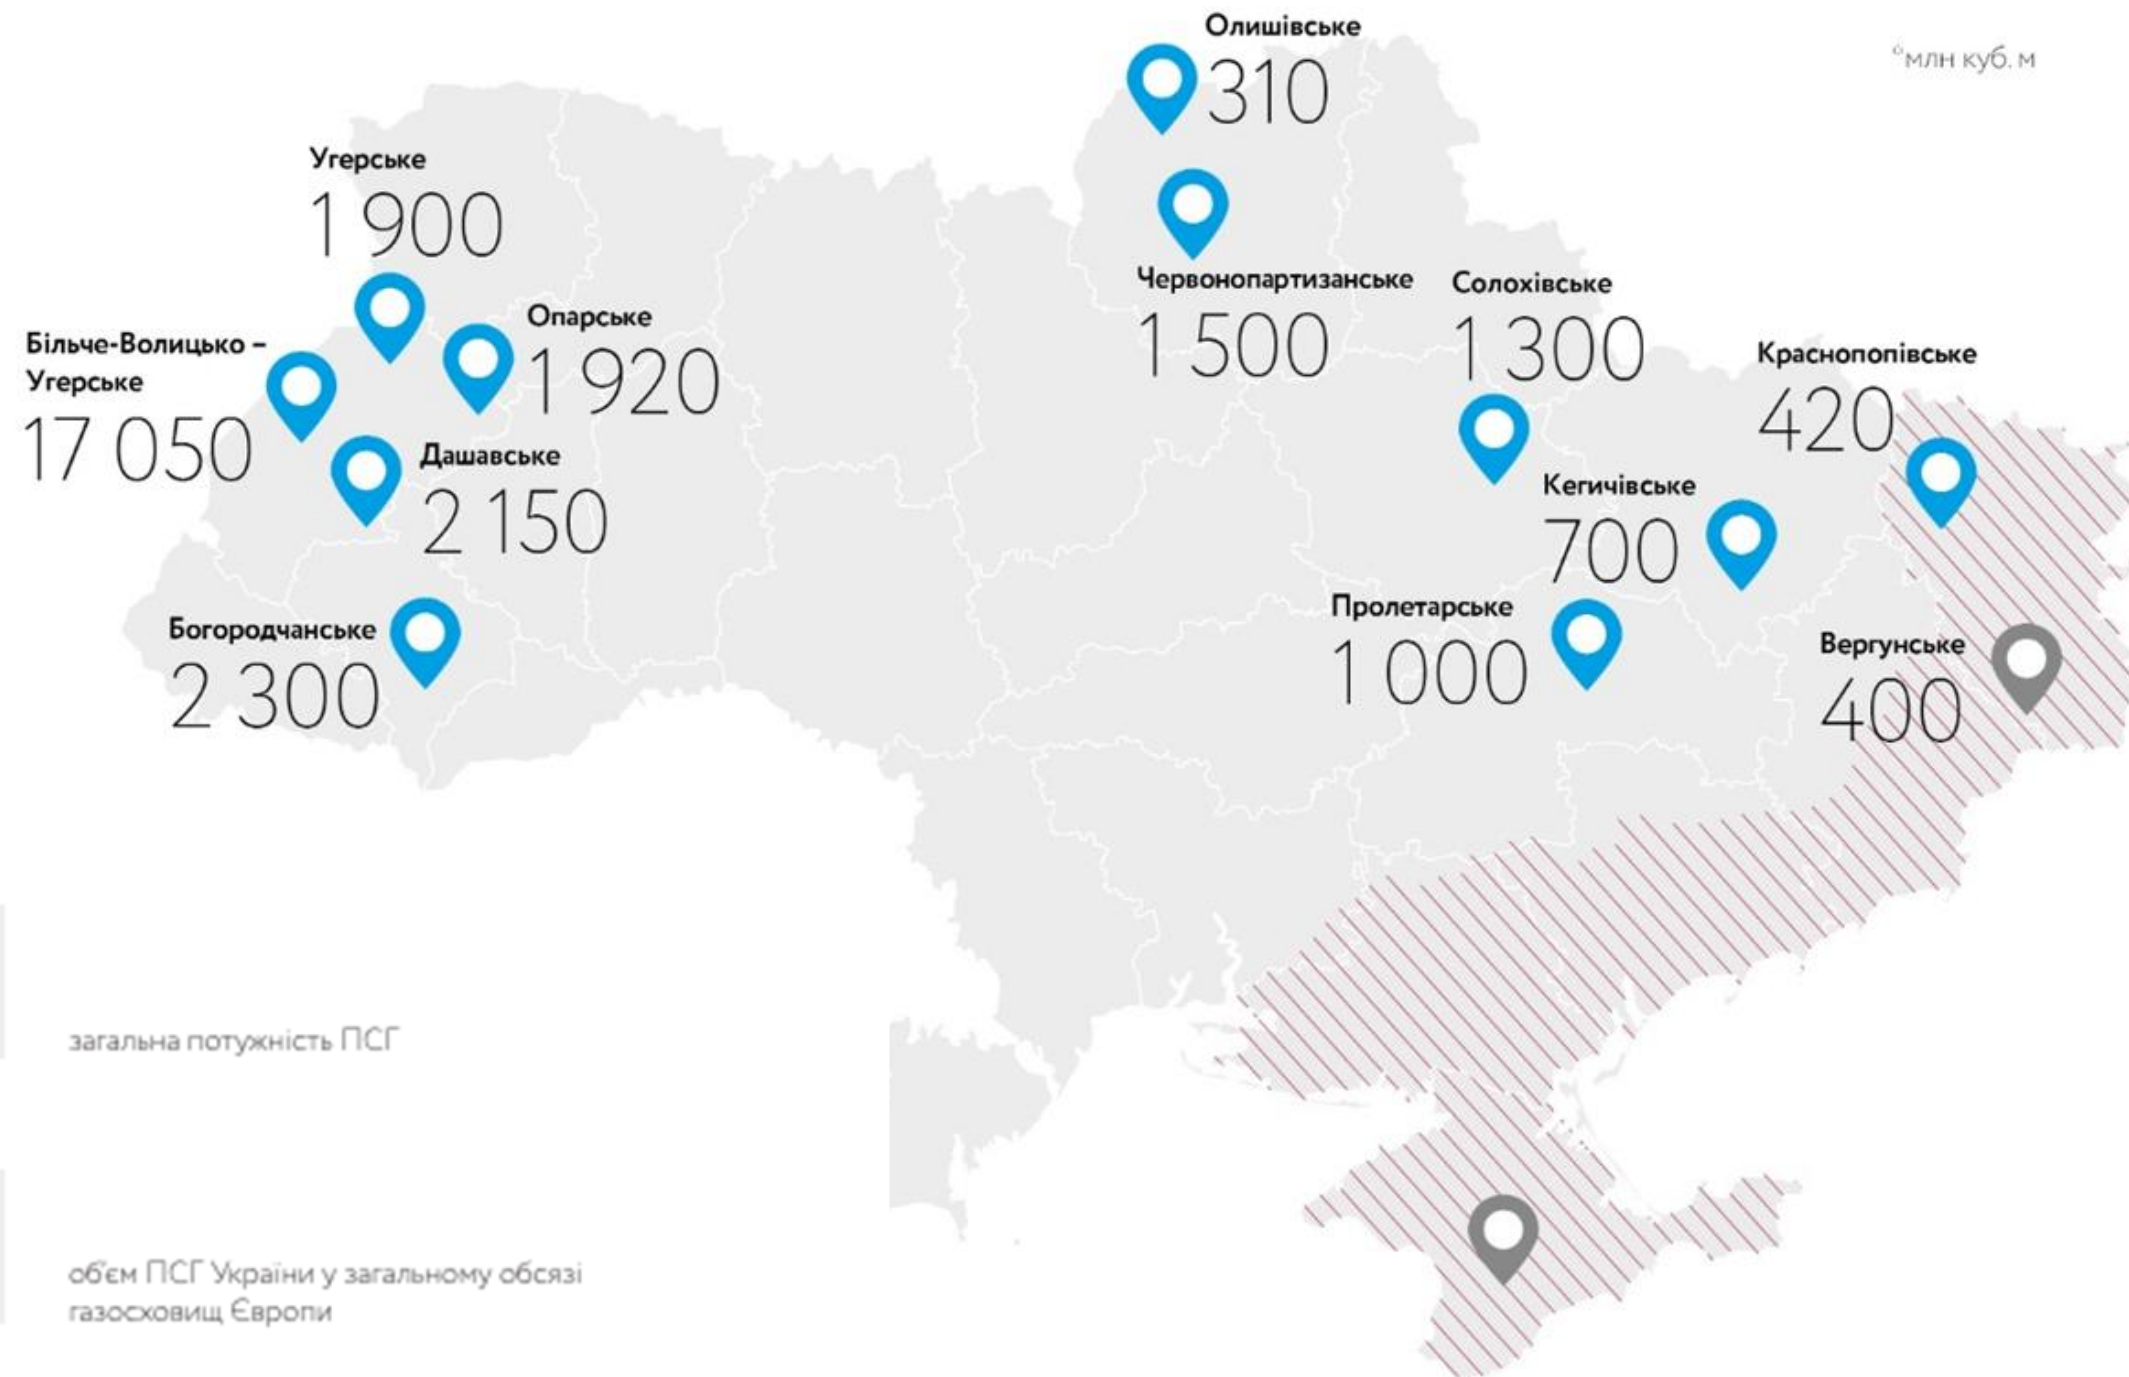 Олишівське
310
°млн куб. м
Угерське
1 900
Червонопартизанське
1 500
Солохівське
1 300
Опарське
1 920
Більче-Волицько –
Угерське
17 050
Краснопопівське
420
Дашавське
2 150
Кегичівське
700
Пролетарське
1 000
Богородчанське
2 300
Вергунське
400
загальна потужність ПСГ
об'єм ПСГ України у загальному обсязі
газосховищ Європи